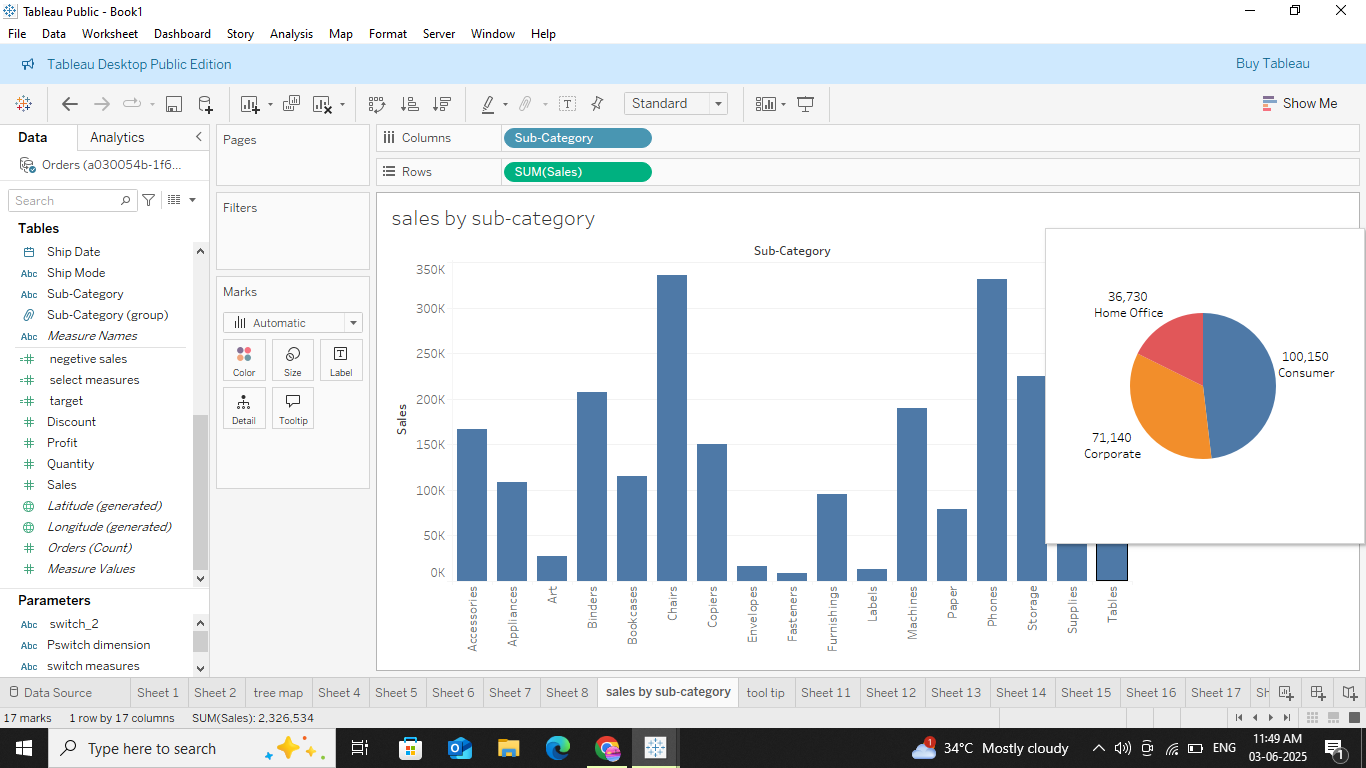 Tableau Public - Book1
File Data Worksheet Dashboard Story Analysis Map Format Server Window Help
Tableau Desktop Public Edition
Buy Tableau
Standard
Show Me
Data
Analytics
Orders (a030054b-1f6...
Search
Tables
Ship Date
Abc Ship Mode
Abc Sub-Category
Sub-Category (group)
Abc Measure Names
negetive sales
select measures
target
Discount
Profit
Quantity
Sales
Latitude (generated)
Longitude (generated)
Orders (Count)
Measure Values
Parameters
Abc switch_2
Abc Pswitch dimension
Abc switch measures
Pages
Filters
Marks
Automatic
Color
Size
Label
Detail
Tooltip
Columns
Sub-Category
Rows
SUM(Sales)
sales by sub-category
Sub-Category
350K
300K
250K
200K
150K
100K
50K
0K
Sales
Accessories
Appliances
Art
Binders
Bookcases
Chairs
Copiers
Envelopes
Fasteners
Furnishings
Labels
Machines
Paper
Phones
Storage
Supplies
Tables
36,730
Home Office
100,150
Consumer
71,140
Corporate
Data Source
Sheet 1
Sheet 2
tree map
Sheet 4
Sheet 5
Sheet 6
Sheet 7
Sheet 8
sales by sub-category
tool tip
Sheet 11
Sheet 12
Sheet 13
Sheet 14
Sheet 15
Sheet 16
Sheet 17
Sh
17 marks
1 row by 17 columns
SUM(Sales): 2,326,534
Type here to search
1
34°C Mostly cloudy
ENG
11:49 AM
03-06-2025
1